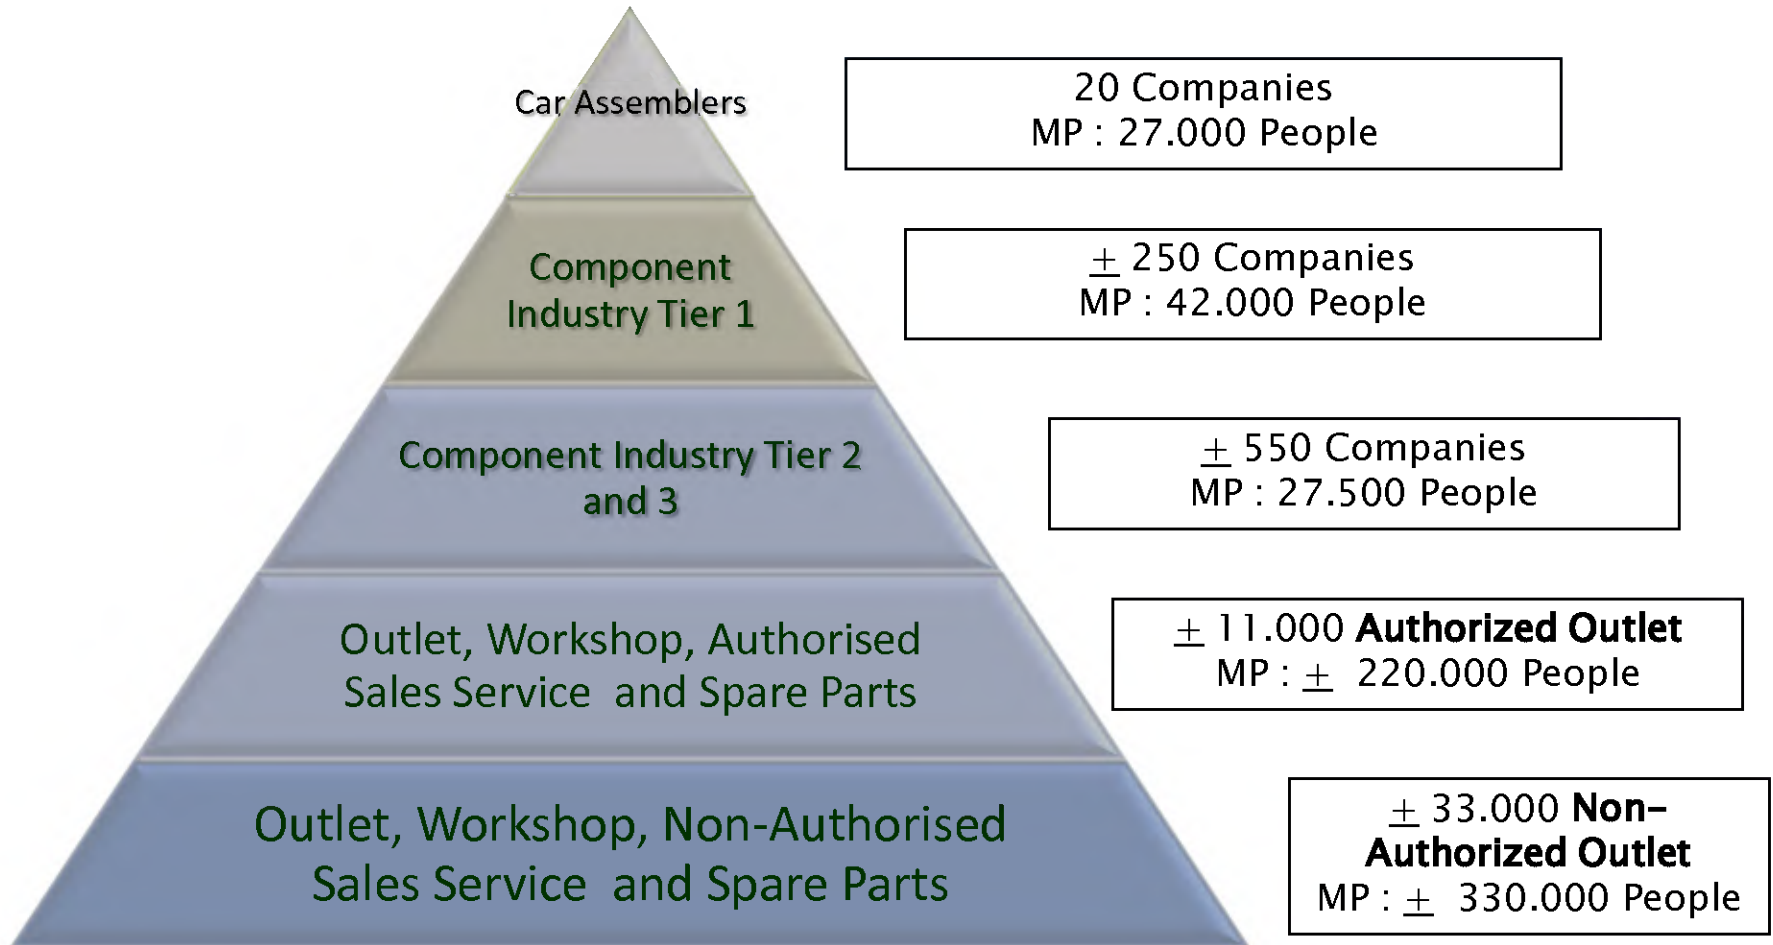 Car Assemblers
20 Companies
MP : 27.000 People
Component
Industry Tier 1
± 250 Companies
MP : 42.000 People
Component Industry Tier 2
and 3
± 550 Companies
MP : 27.500 People
Outlet, Workshop, Authorised
Sales Service and Spare Parts
± 11.000 Authorized Outlet
MP : ± 220.000 People
Outlet, Workshop, Non-Authorised
Sales Service and Spare Parts
± 33.000 Non-
Authorized Outlet
MP : ± 330.000 People